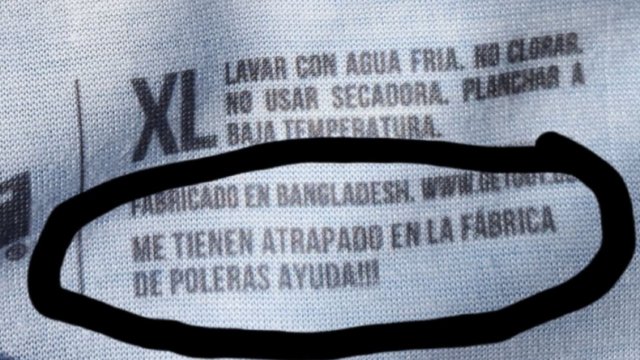 XL
LAVAR CON AGUA FRIA. NO CLORAR.
NO USAR SECADORA. PLANCHAR A
BAJA TEMPERATURA.
FABRICADO EN BANGLADESH.
ME TIENEN ATRAPADO EN LA FÁBRICA
DE POLERAS AYUDA!!!